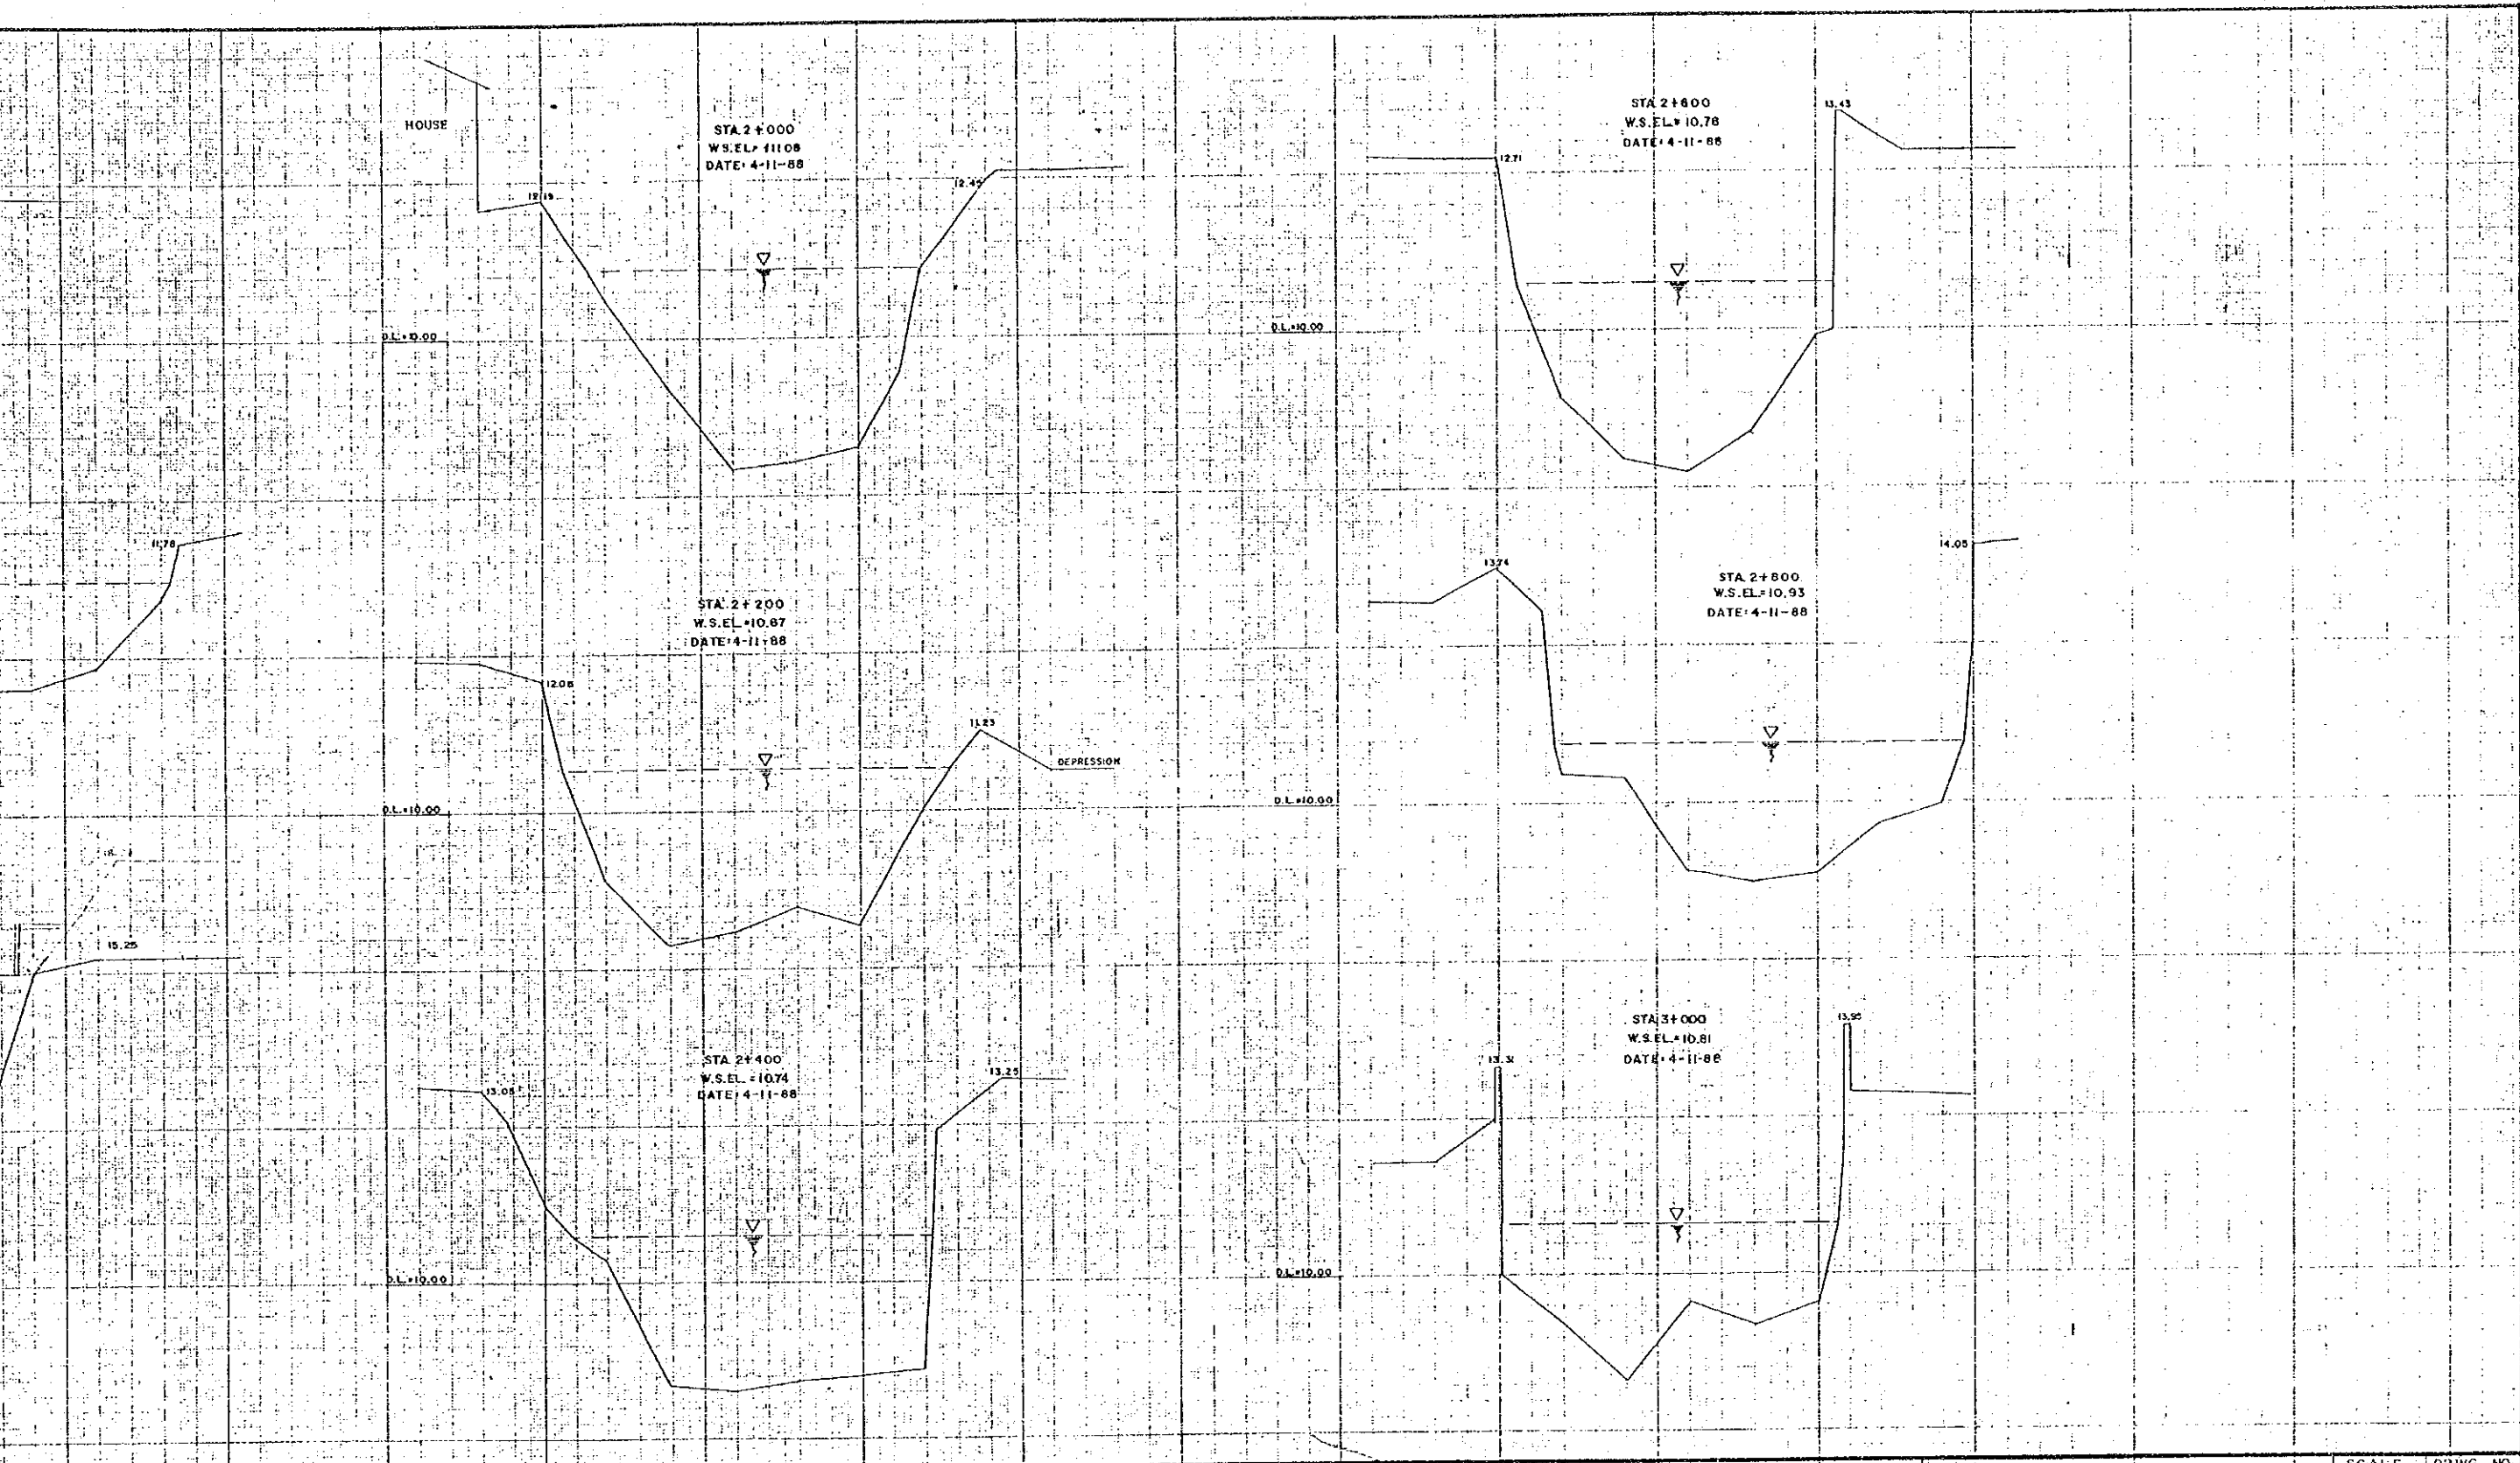 HOUSE
12.19
STA. 2+000
W.S.EL= 11.08
DATE: 4-11-88
12.45
D.L.=10.00
STA. 2+600
W.S.EL= 10.78
DATE: 4-11-88
12.71
13.43
D.L.=10.00
11.78
STA. 2+200
W.S.EL.=10.67
DATE: 4-11-88
12.08
11.23
DEPRESSION
D.L.=10.00
13.74
STA. 2+800
W.S.EL.=10.93
DATE: 4-11-88
14.05
D.L.=10.00
15.25
13.05
STA. 2+400
W.S.EL.=10.74
DATE: 4-11-88
13.25
D.L.=10.00
13.31
STA. 3+000
W.S.EL.=10.81
DATE: 4-11-88
13.95
D.L.=10.00